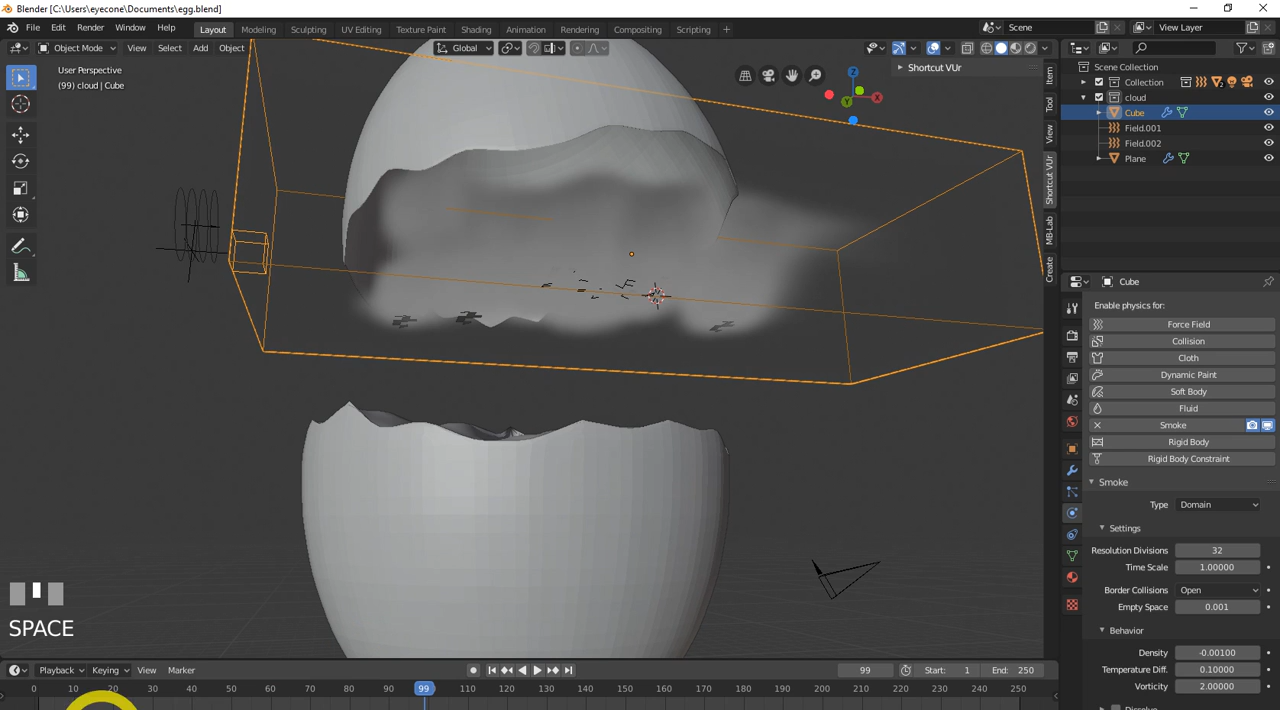 Blender [C:\Users\eyecone\Documents\egg.blend]
File Edit Render Window Help Layout Modeling Sculpting UV Editing Texture Paint Shading Animation Rendering Compositing Scripting + Scene View Layer
Object Mode View Select Add Object Global
User Perspective
(99) cloud | Cube
Shortcut VUr
Z
X
Y
Item
Tool
View
Shortcut VUr
MB-Lab
Create
Scene Collection
Collection
cloud
Cube
Field.001
Field.002
Plane
Cube
Enable physics for:
Force Field
Collision
Cloth
Dynamic Paint
Soft Body
Fluid
Smoke
Rigid Body
Rigid Body Constraint
Smoke
Type Domain
Settings
Resolution Divisions 32
Time Scale 1.00000
Border Collisions Open
Empty Space 0.001
Behavior
Density -0.00100
Temperature Diff. 0.10000
Vorticity 2.00000
SPACE
Playback Keying View Marker 99 Start: 1 End: 250
0 10 20 30 40 50 60 70 80 99 110 120 130 140 150 160 170 180 190 200 210 220 230 240 250